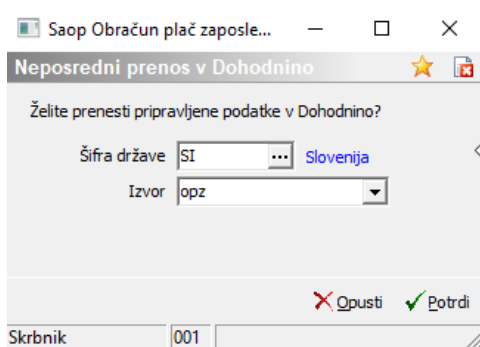 Saop Obračun plač zaposle...
Neposredni prenos v Dohodnino
Želite prenesti pripravljene podatke v Dohodnino?
Šifra države SI ... Slovenija
Izvor opz
Opusti Potrdi
Skrbnik 001